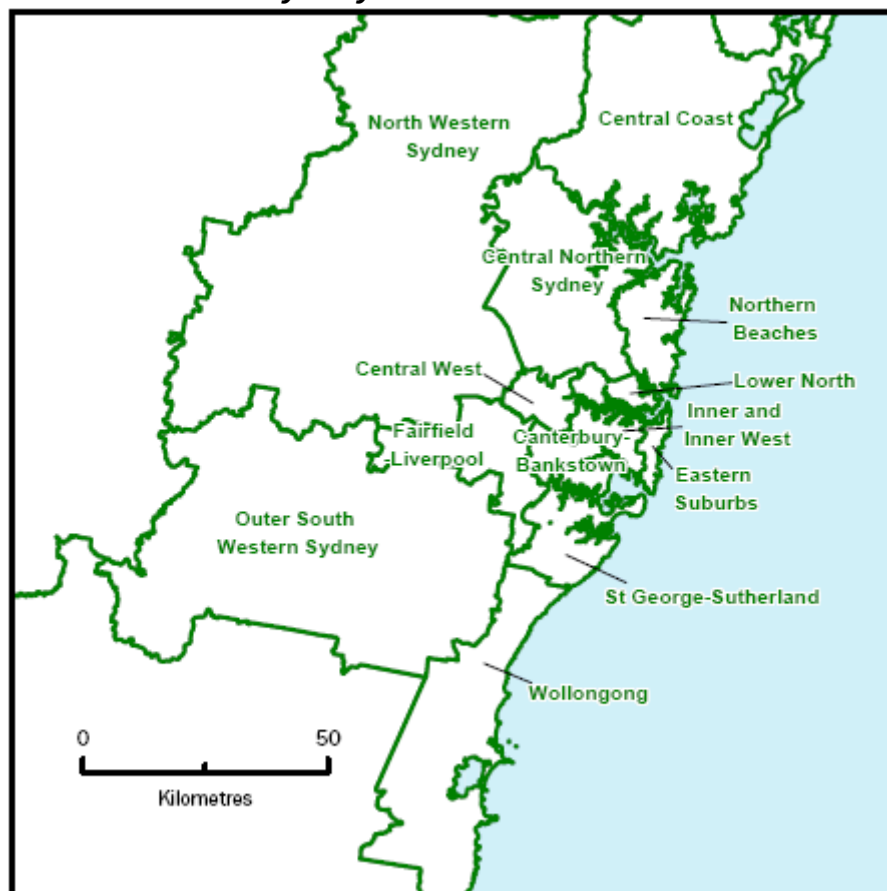 North Western
Sydney
Central Coast
Central Northern
Sydney
Northern
Beaches
Central West
Lower North
Inner and
Inner West
Fairfield
-Liverpool
Canterbury-
Bankstown
Eastern
Suburbs
Outer South
Western Sydney
St George-Sutherland
Wollongong
0 50
Kilometres